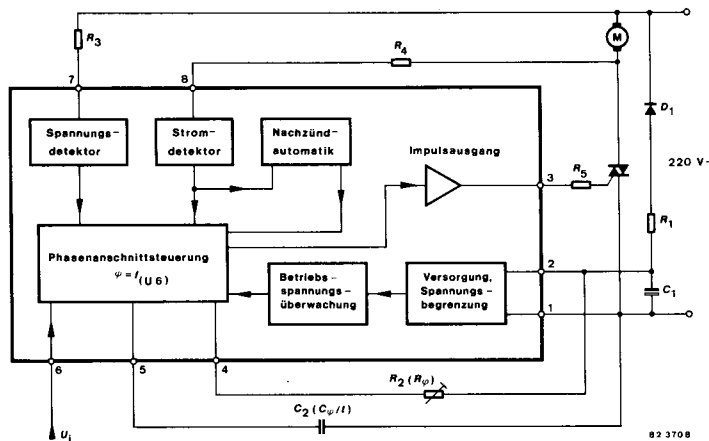 R3
M
R4
7
8
D1
Spannungs-
detektor
Strom-
detektor
Nachzünd-
automatik
Impulsausgang
220 V~
3
R5
R1
Phasenanschnittsteuerung
φ = f (U6)
Betriebs-
spannungs-
überwachung
Versorgung,
Spannungs-
begrenzung
2
C1
1
6
5
4
R2 (Rφ)
C2 (Cφ/t)
Ui
82 3708